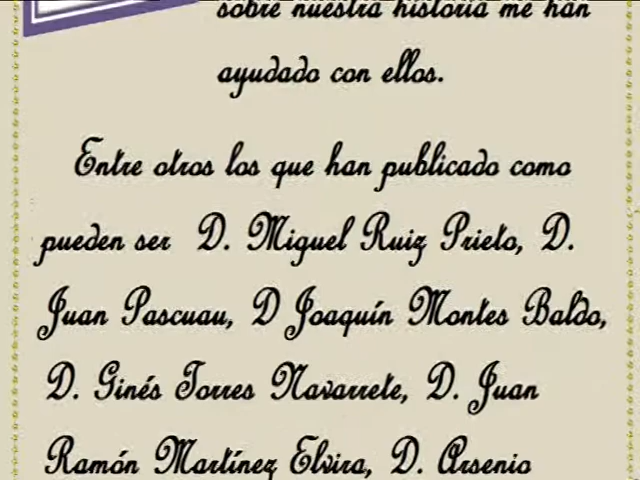 sobre nuestra historia me han
ayudado con ellos.
Entre otros los que han publicado como
pueden ser D. Miguel Ruiz Prieto, D.
Juan Pascuau, D Joaquín Montes Baldo,
D. Ginés Torres Navarrete, D. Juan
Ramón Martínez Elvira, D. Arsenio